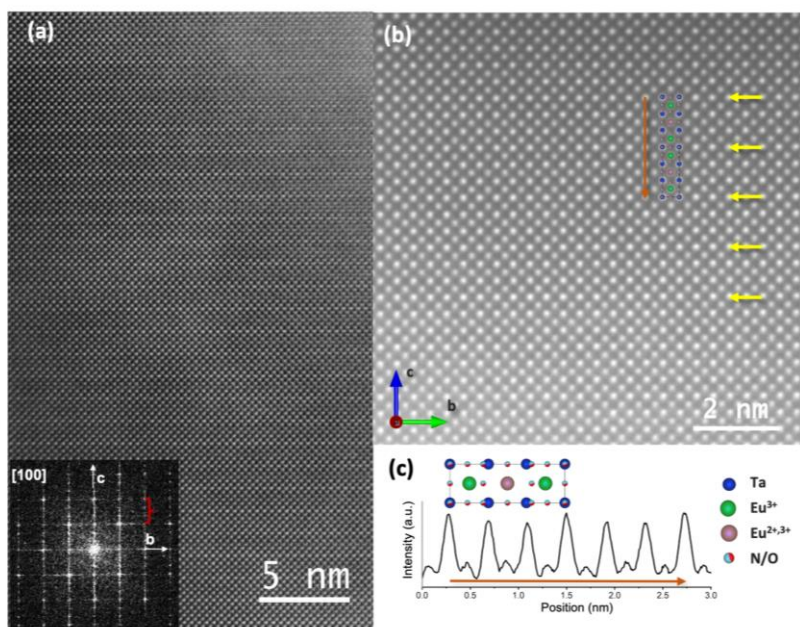 (a)
[100]
c
b
5 nm
(b)
c
b
2 nm
(c)
Ta
Eu3+
Eu2+,3+
N/O
Intensity (a.u.)
0.0 0.5 1.0 1.5 2.0 2.5 3.0
Position (nm)